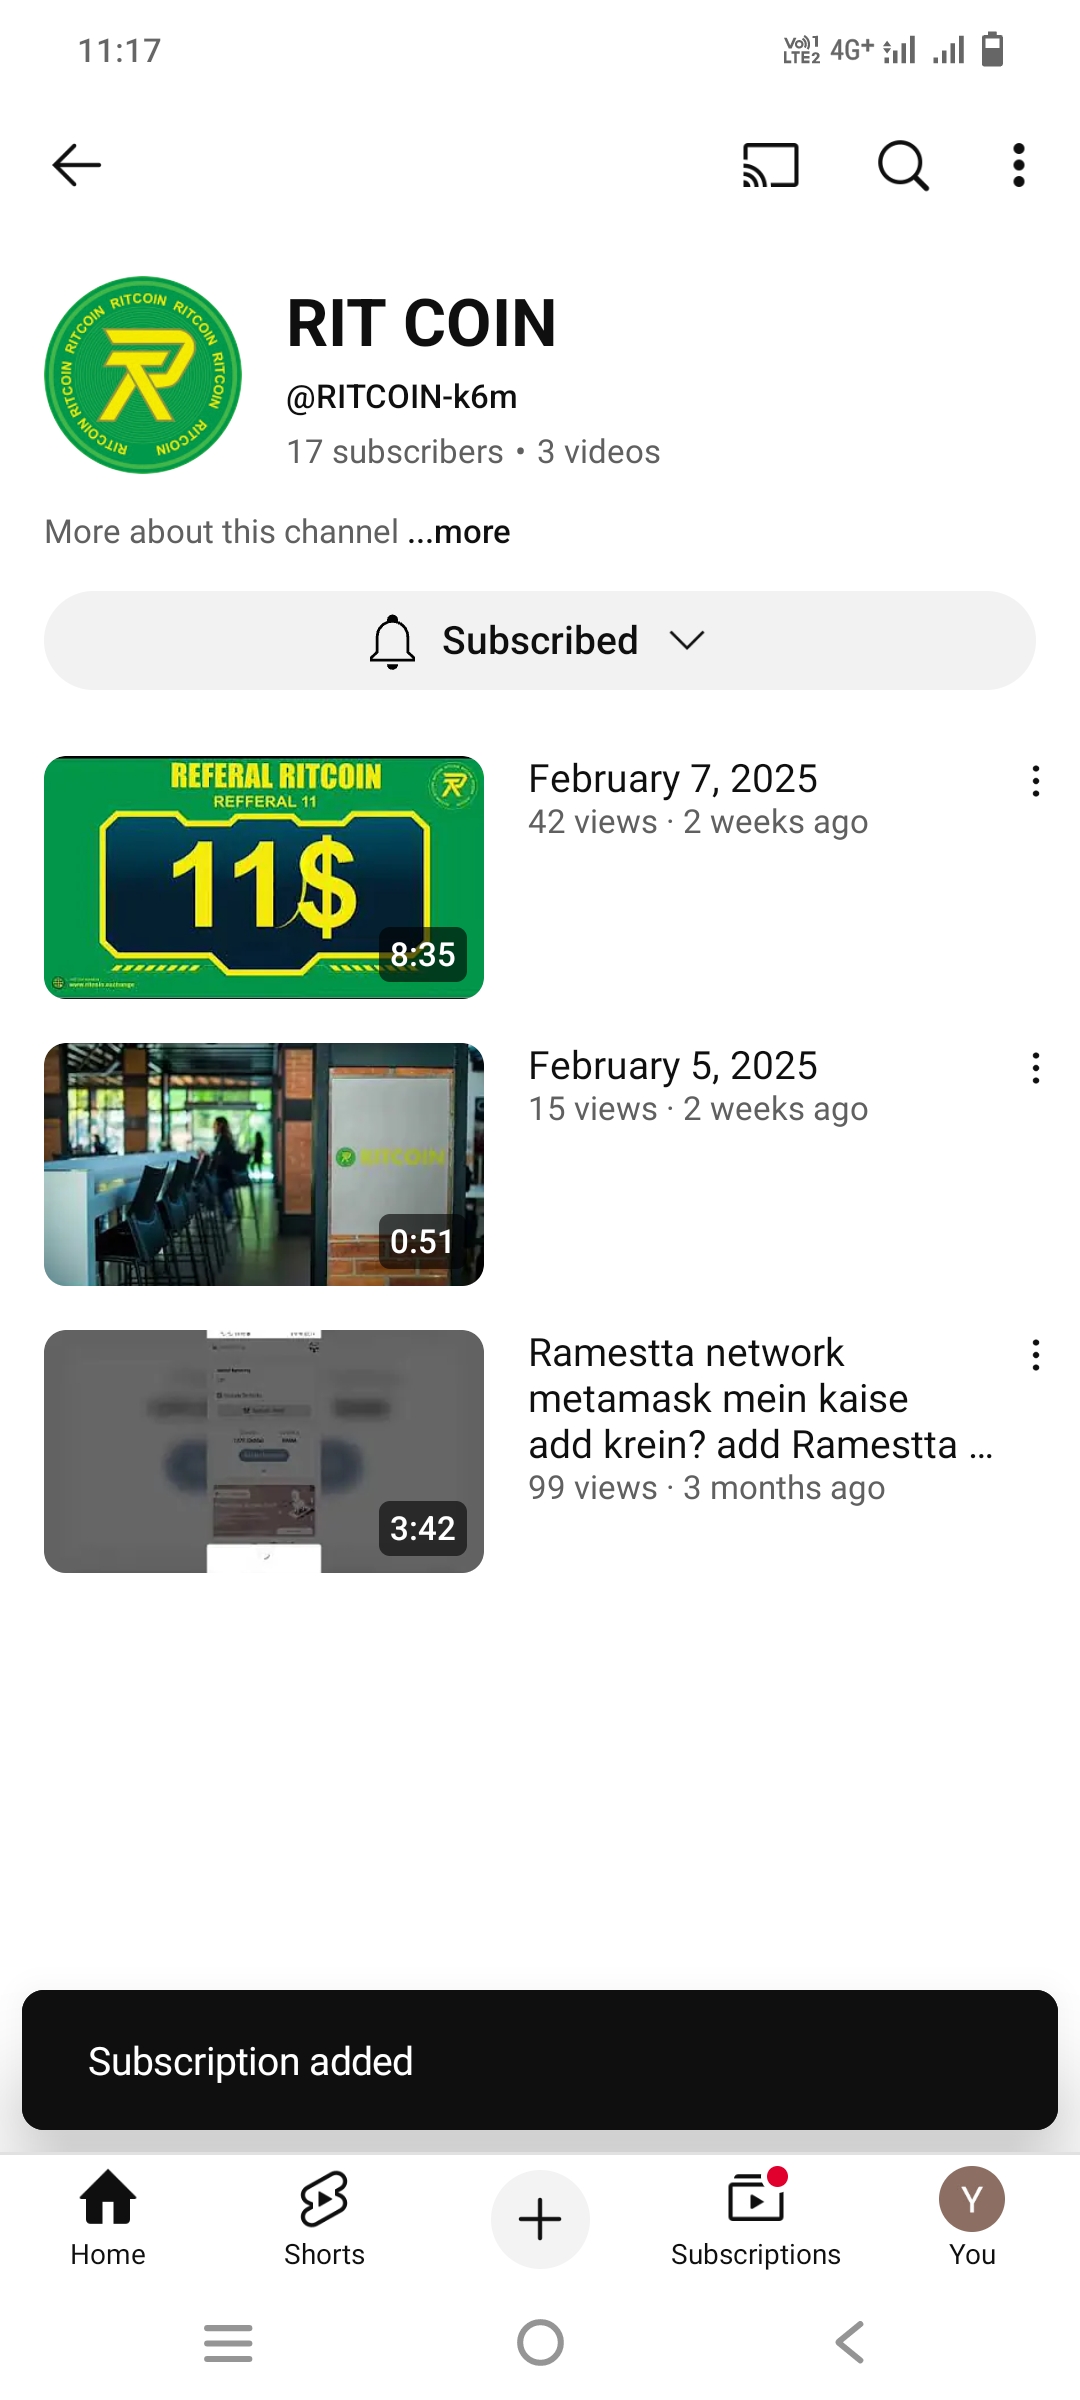 11:17
Vo)) 1
LTE2 4G+
RITCOIN RITCOIN RITCOIN RITCOIN RITCOIN RITCOIN RITCOIN
RIT COIN
@RITCOIN-k6m
17 subscribers • 3 videos
More about this channel ...more
Subscribed
REFERAL RITCOIN
REFFERAL 11
11$
8:35
February 7, 2025
42 views · 2 weeks ago
RITCOIN
0:51
February 5, 2025
15 views · 2 weeks ago
3:42
Ramestta network
metamask mein kaise
add krein? add Ramestta ...
99 views · 3 months ago
Subscription added
Home
Shorts
Subscriptions
Y
You